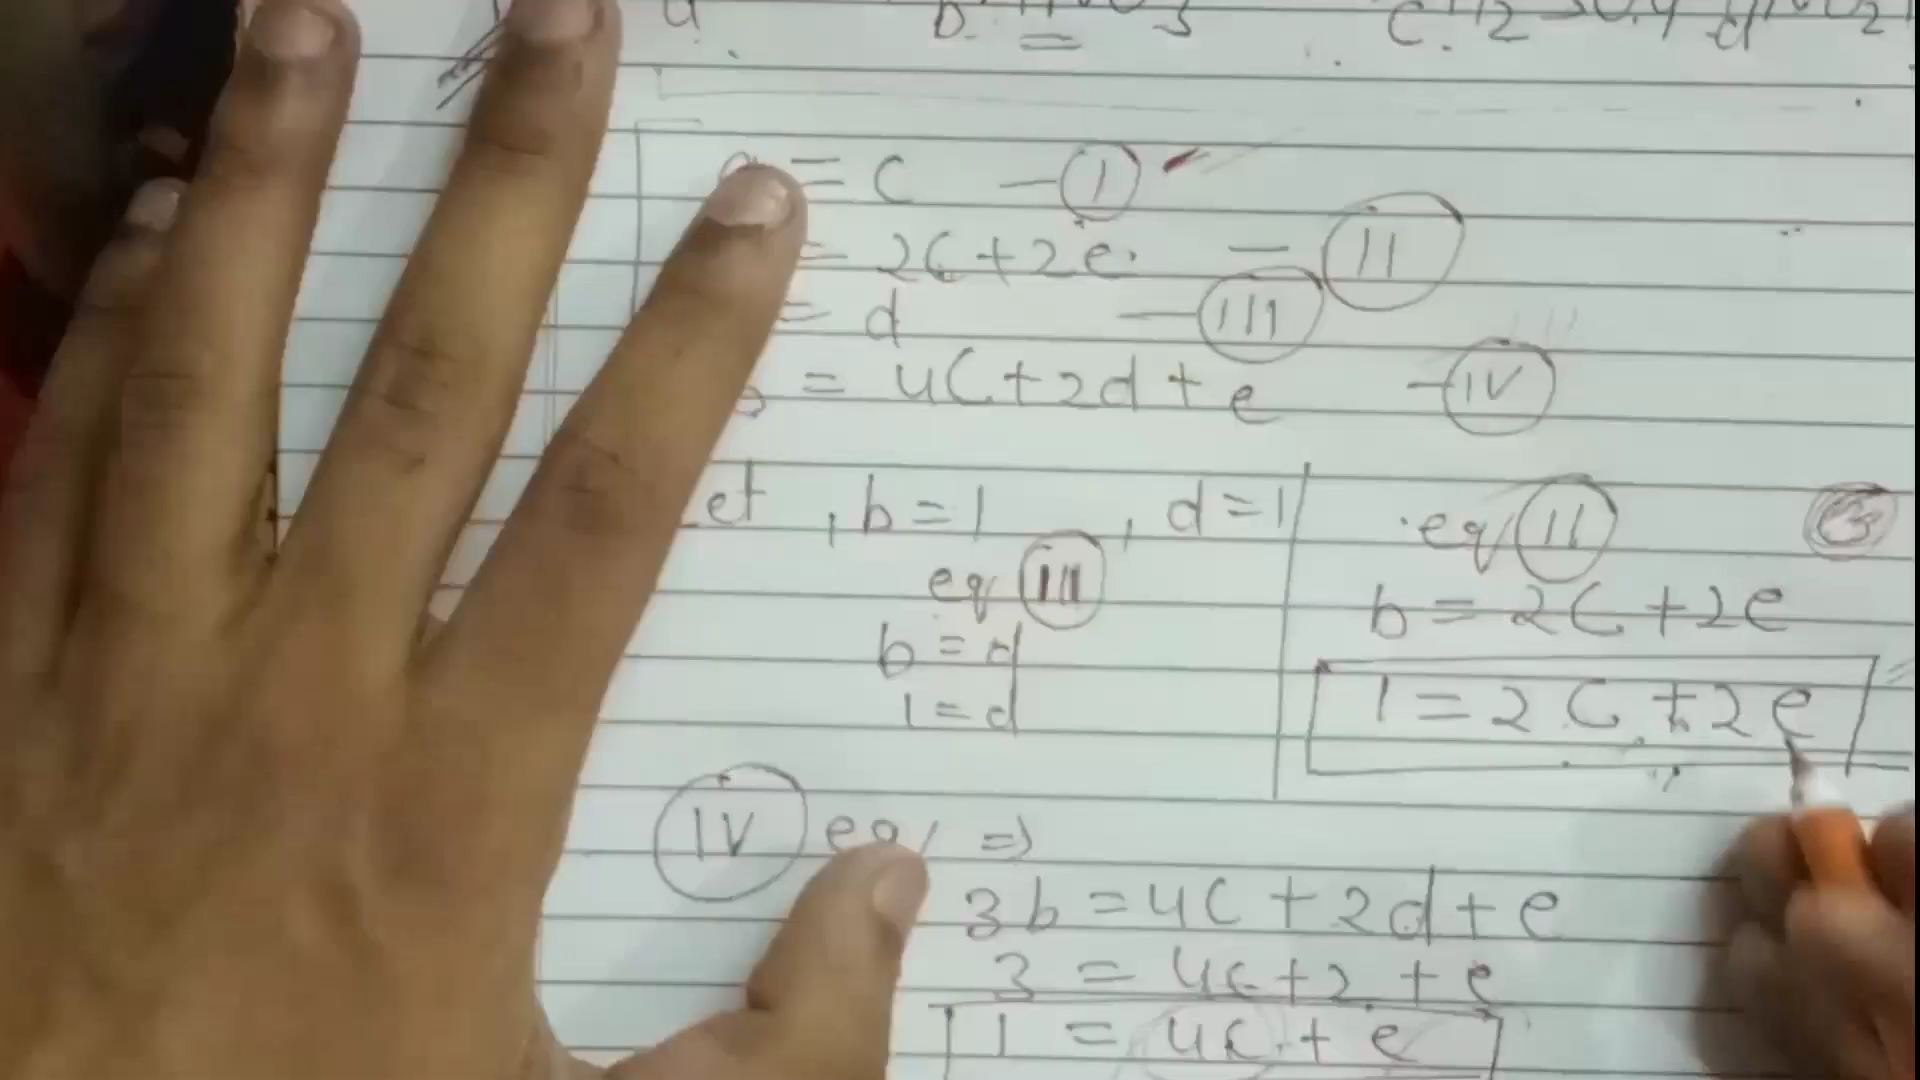 a = c - I
= 2c + 2e - II
= d - III
= 4c + 2d + e - IV
et , b = 1 , d = 1
eq III
b = d
1 = d
eq II
b = 2c + 2e
1 = 2c + 2e
IV eq ⇒
3b = 4c + 2d + e
3 = 4c + 2 + e
1 = 4c + e